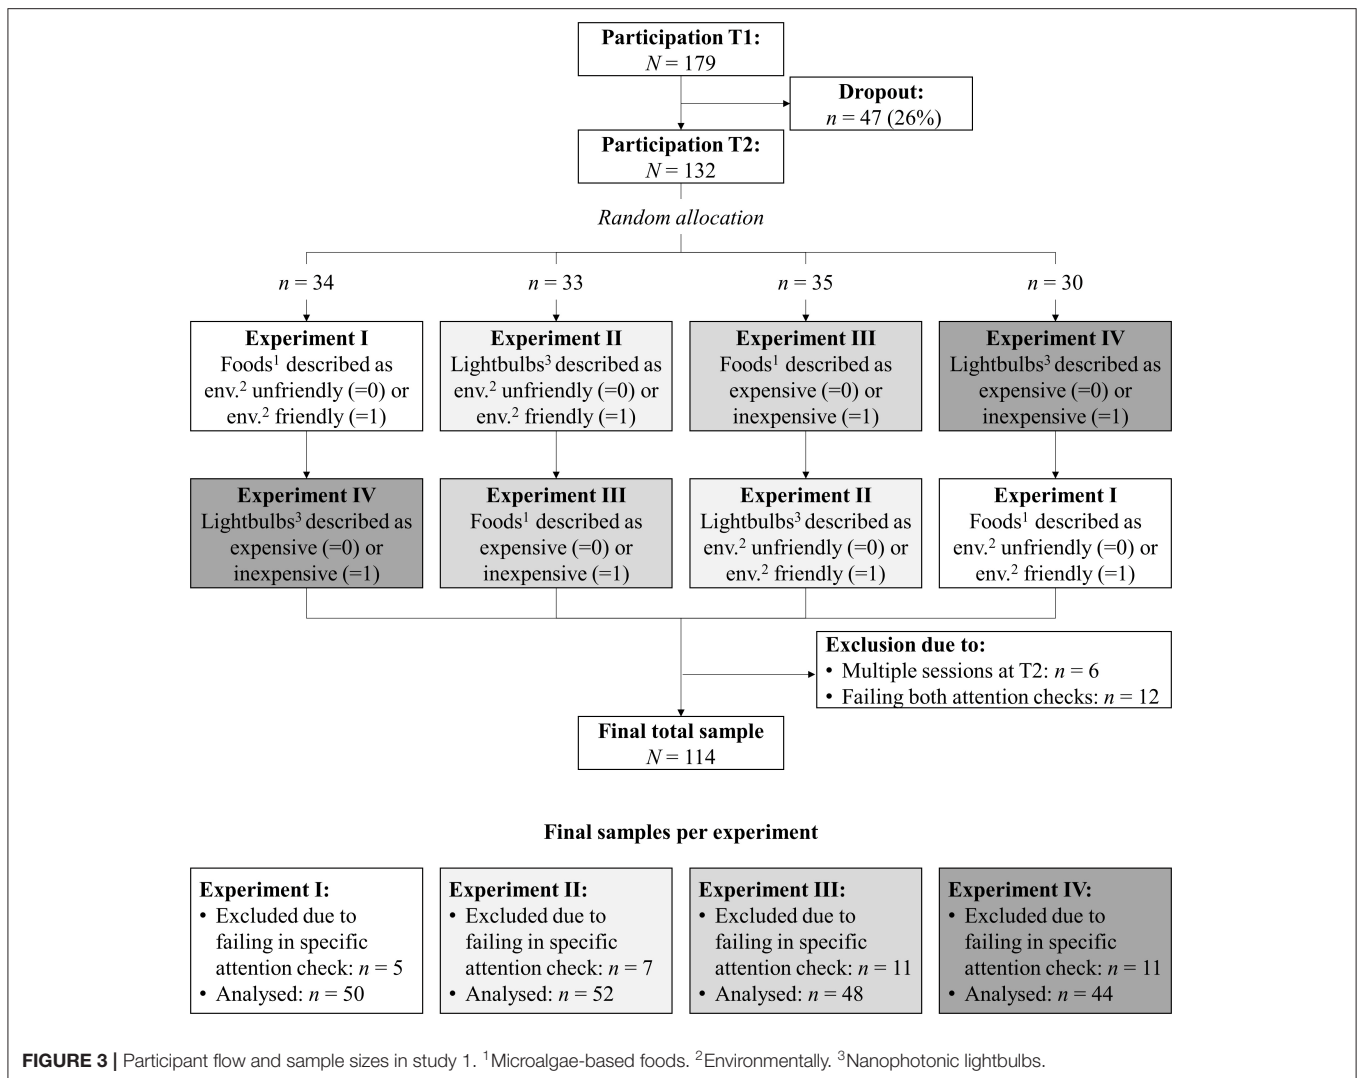 Participation T1:
N = 179
Dropout:
n = 47 (26%)
Participation T2:
N = 132
Random allocation
n = 34
n = 33
n = 35
n = 30
Experiment I
Foods¹ described as
env.² unfriendly (=0) or
env.² friendly (=1)
Experiment II
Lightbulbs³ described as
env.² unfriendly (=0) or
env.² friendly (=1)
Experiment III
Foods¹ described as
expensive (=0) or
inexpensive (=1)
Experiment IV
Lightbulbs³ described as
expensive (=0) or
inexpensive (=1)
Experiment IV
Lightbulbs³ described as
expensive (=0) or
inexpensive (=1)
Experiment III
Foods¹ described as
expensive (=0) or
inexpensive (=1)
Experiment II
Lightbulbs³ described as
env.² unfriendly (=0) or
env.² friendly (=1)
Experiment I
Foods¹ described as
env.² unfriendly (=0) or
env.² friendly (=1)
Exclusion due to:
• Multiple sessions at T2: n = 6
• Failing both attention checks: n = 12
Final total sample
N = 114
Final samples per experiment
Experiment I:
• Excluded due to
failing in specific
attention check: n = 5
• Analysed: n = 50
Experiment II:
• Excluded due to
failing in specific
attention check: n = 7
• Analysed: n = 52
Experiment III:
• Excluded due to
failing in specific
attention check: n = 11
• Analysed: n = 48
Experiment IV:
• Excluded due to
failing in specific
attention check: n = 11
• Analysed: n = 44
FIGURE 3 | Participant flow and sample sizes in study 1. ¹Microalgae-based foods. ²Environmentally. ³Nanophotonic lightbulbs.